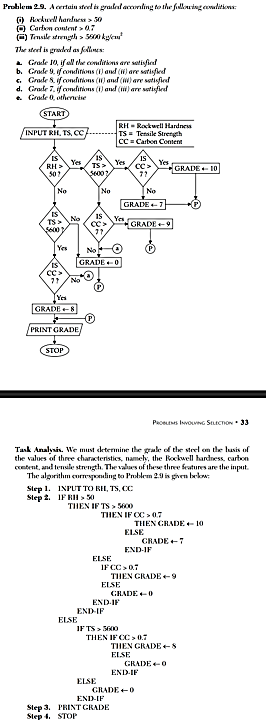 Problem 2.9. A certain steel is graded according to the following conditions:
(i) Rockwell hardness > 50
(ii) Carbon content > 0.7
(iii) Tensile strength > 5600 kg/cm²
The steel is graded as follows:
a. Grade 10, if all the conditions are satisfied
b. Grade 9, if conditions (i) and (ii) are satisfied
c. Grade 8, if conditions (ii) and (iii) are satisfied
d. Grade 7, if conditions (i) and (iii) are satisfied
e. Grade 0, otherwise
START
INPUT RH, TS, CC
RH = Rockwell Hardness
TS = Tensile Strength
CC = Carbon Content
IS RH > 50 ?
Yes
IS TS > 5600 ?
Yes
IS CC > 7 ?
Yes
GRADE ← 10
No
No
No
GRADE ← 7
P
IS TS > 5600 ?
No
IS CC > 7 ?
Yes
GRADE ← 9
P
Yes
No
a
GRADE ← 0
P
IS CC > 7 ?
No
a
Yes
GRADE ← 8
P
PRINT GRADE
STOP
PROBLEMS INVOLVING SELECTION • 33
Task Analysis. We must determine the grade of the steel on the basis of
the values of three characteristics, namely, the Rockwell hardness, carbon
content, and tensile strength. The values of these three features are the input.
The algorithm corresponding to Problem 2.9 is given below:
Step 1. INPUT TO RH, TS, CC
Step 2. IF RH > 50
THEN IF TS > 5600
THEN IF CC > 0.7
THEN GRADE ← 10
ELSE
GRADE ← 7
END-IF
ELSE
IF CC > 0.7
THEN GRADE ← 9
ELSE
GRADE ← 0
END-IF
END-IF
ELSE
IF TS > 5600
THEN IF CC > 0.7
THEN GRADE ← 8
ELSE
GRADE ← 0
END-IF
ELSE
GRADE ← 0
END-IF
Step 3. PRINT GRADE
Step 4. STOP